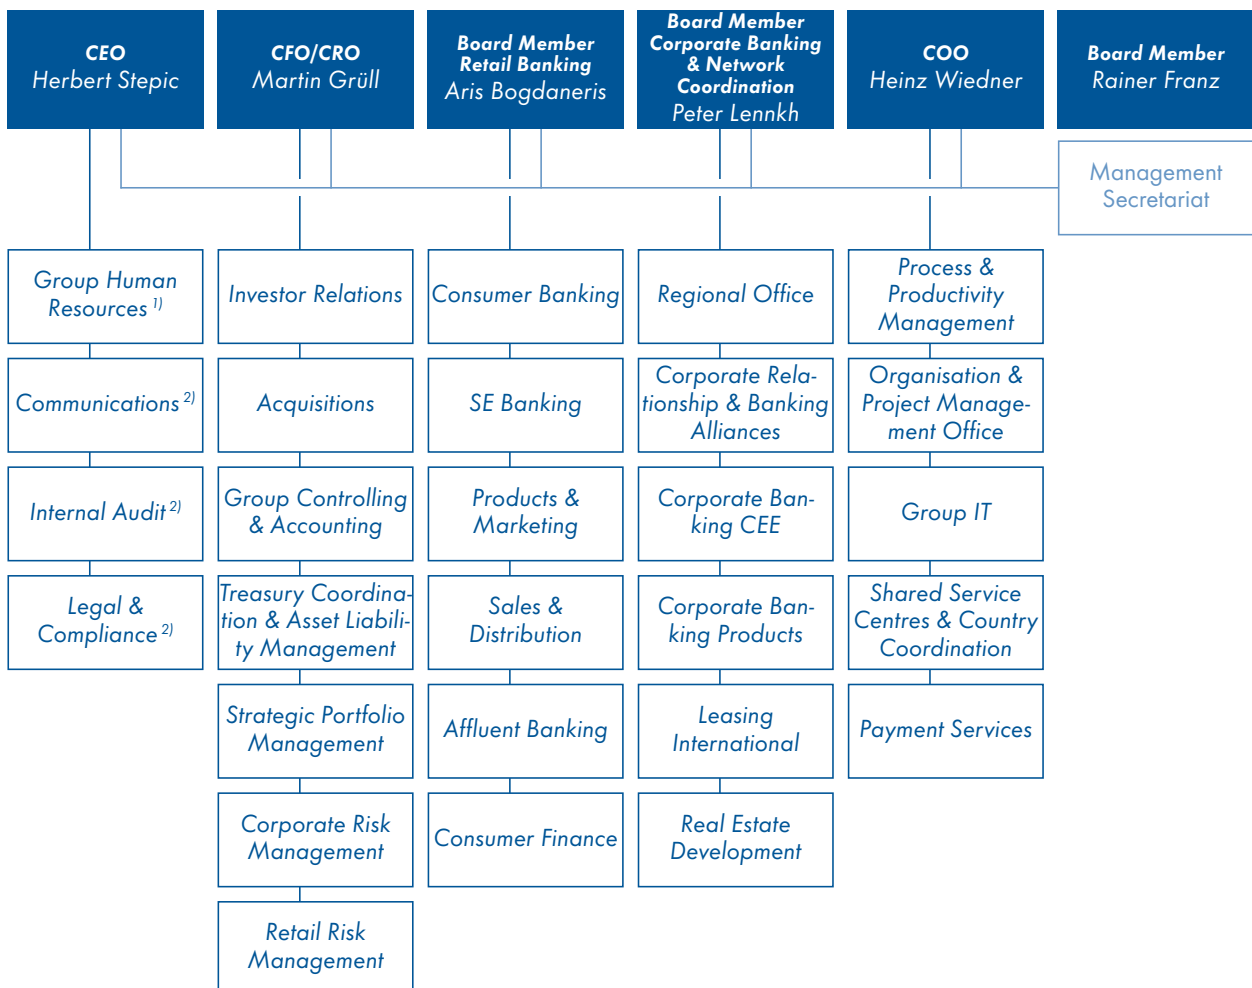 CEO
Herbert Stepic
CFO/CRO
Martin Grüll
Board Member
Retail Banking
Aris Bogdaneris
Board Member
Corporate Banking
& Network
Coordination
Peter Lennkh
COO
Heinz Wiedner
Board Member
Rainer Franz
Management
Secretariat
Group Human
Resources 1)
Communications 2)
Internal Audit 2)
Legal &
Compliance 2)
Investor Relations
Acquisitions
Group Controlling
& Accounting
Treasury Coordina-
tion & Asset Liabili-
ty Management
Strategic Portfolio
Management
Corporate Risk
Management
Retail Risk
Management
Consumer Banking
SE Banking
Products &
Marketing
Sales &
Distribution
Affluent Banking
Consumer Finance
Regional Office
Corporate Rela-
tionship & Banking
Alliances
Corporate Ban-
king CEE
Corporate Ban-
king Products
Leasing
International
Real Estate
Development
Process &
Productivity
Management
Organisation &
Project Manage-
ment Office
Group IT
Shared Service
Centres & Country
Coordination
Payment Services